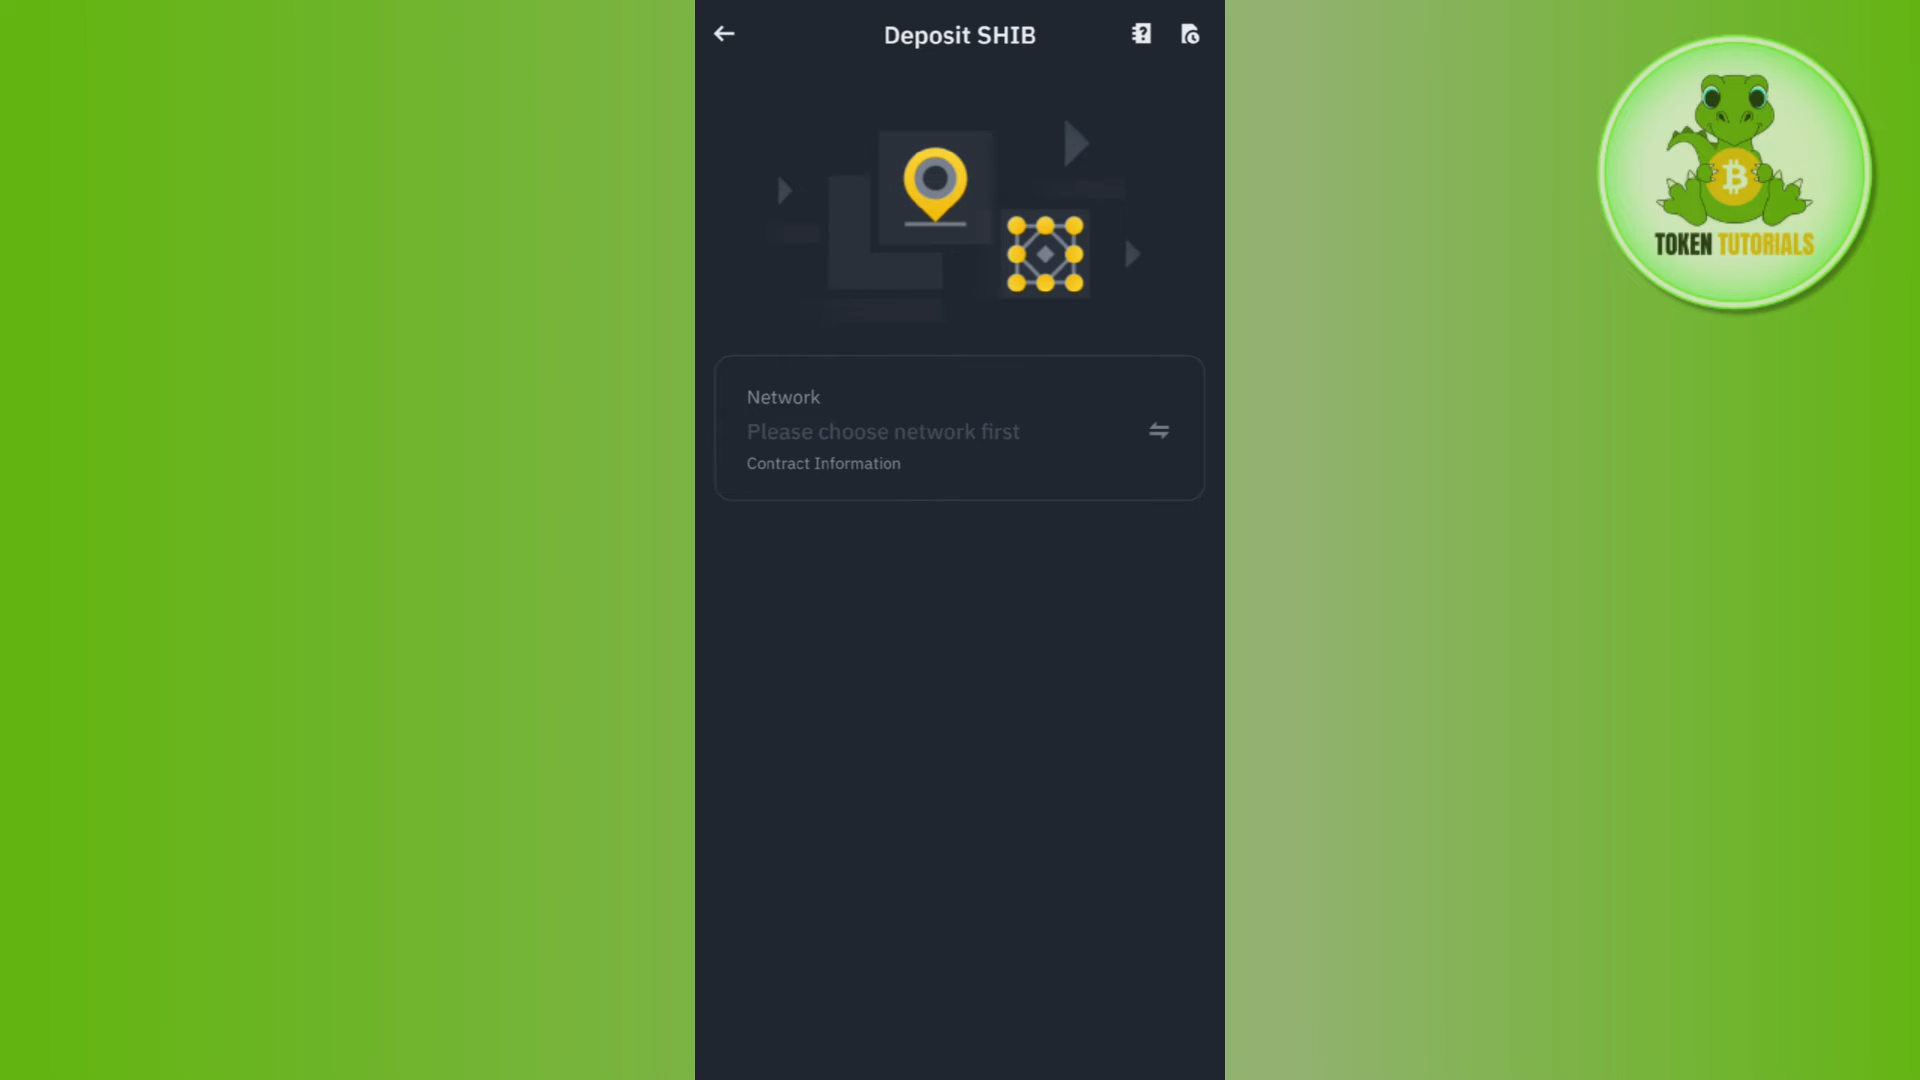 Deposit SHIB
TOKEN TUTORIALS
Network
Please choose network first
Contract Information